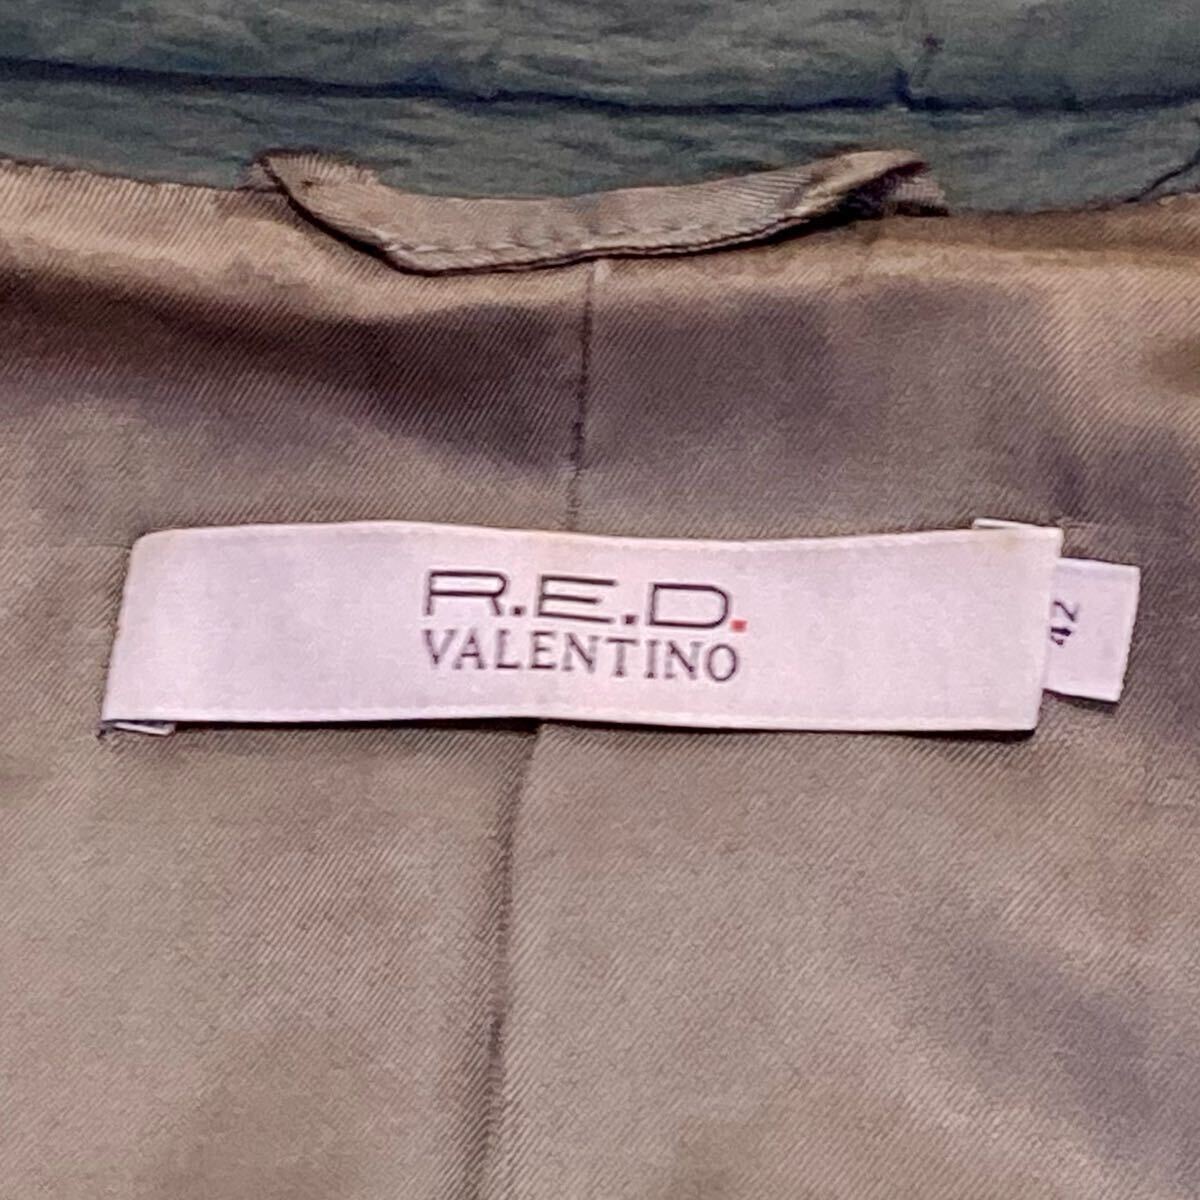 R.E.D.
VALENTINO
42